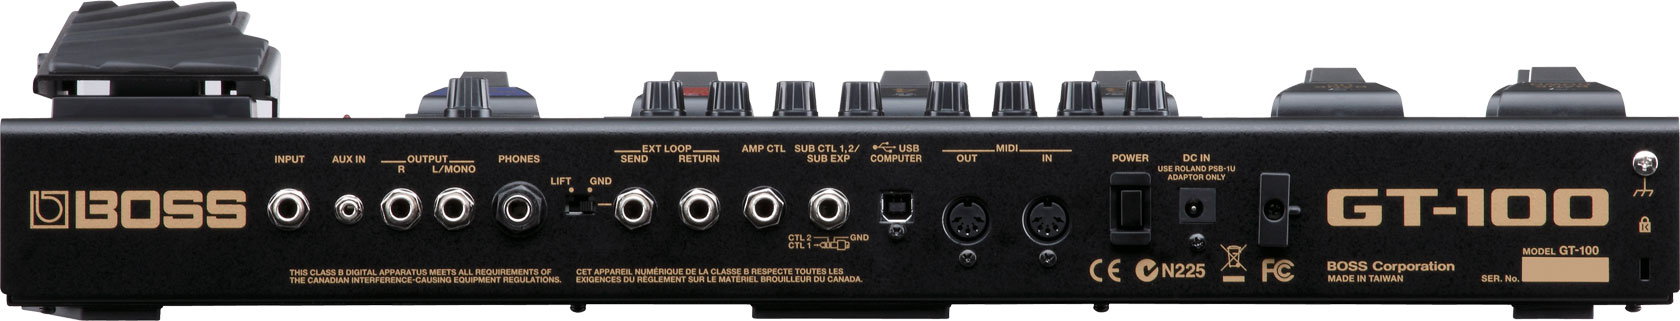 BOSS
INPUT
AUX IN
OUTPUT
R
L/MONO
PHONES
LIFT
GND
EXT LOOP
SEND
RETURN
AMP CTL
SUB CTL 1,2/
SUB EXP
CTL 2
GND
CTL 1
USB
COMPUTER
MIDI
OUT
IN
POWER
DC IN
USE ROLAND PSB-1U
ADAPTOR ONLY
GT-100
K
THIS CLASS B DIGITAL APPARATUS MEETS ALL REQUIREMENTS OF
THE CANADIAN INTERFERENCE-CAUSING EQUIPMENT REGULATIONS.
CET APPAREIL NUMÉRIQUE DE LA CLASSE B RESPECTE TOUTES LES
EXIGENCES DU RÈGLEMENT SUR LE MATÉRIEL BROUILLEUR DU CANADA.
CE
N225
FC
BOSS Corporation
MADE IN TAIWAN
MODEL GT-100
SER. No.